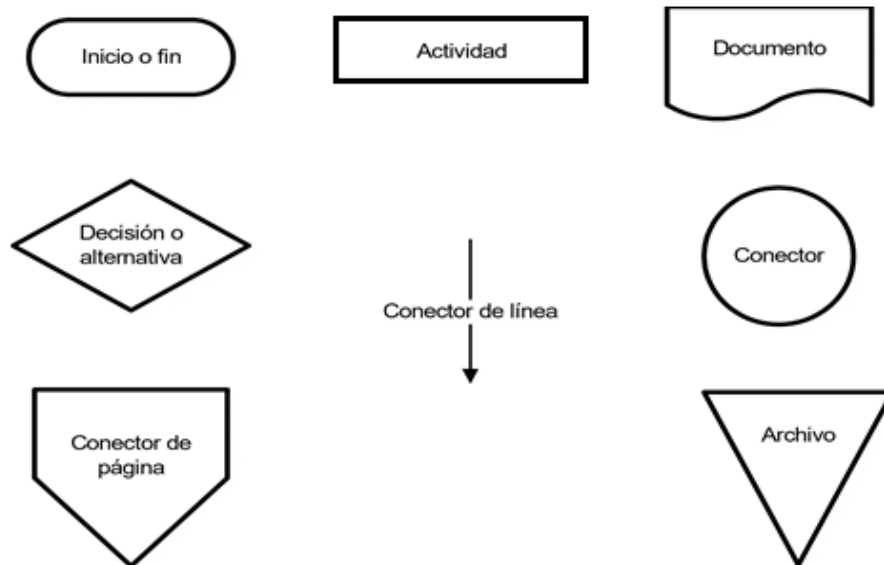 Inicio o fin
Actividad
Documento
Decisión o
alternativa
Conector de línea
Conector
Conector de
página
Archivo